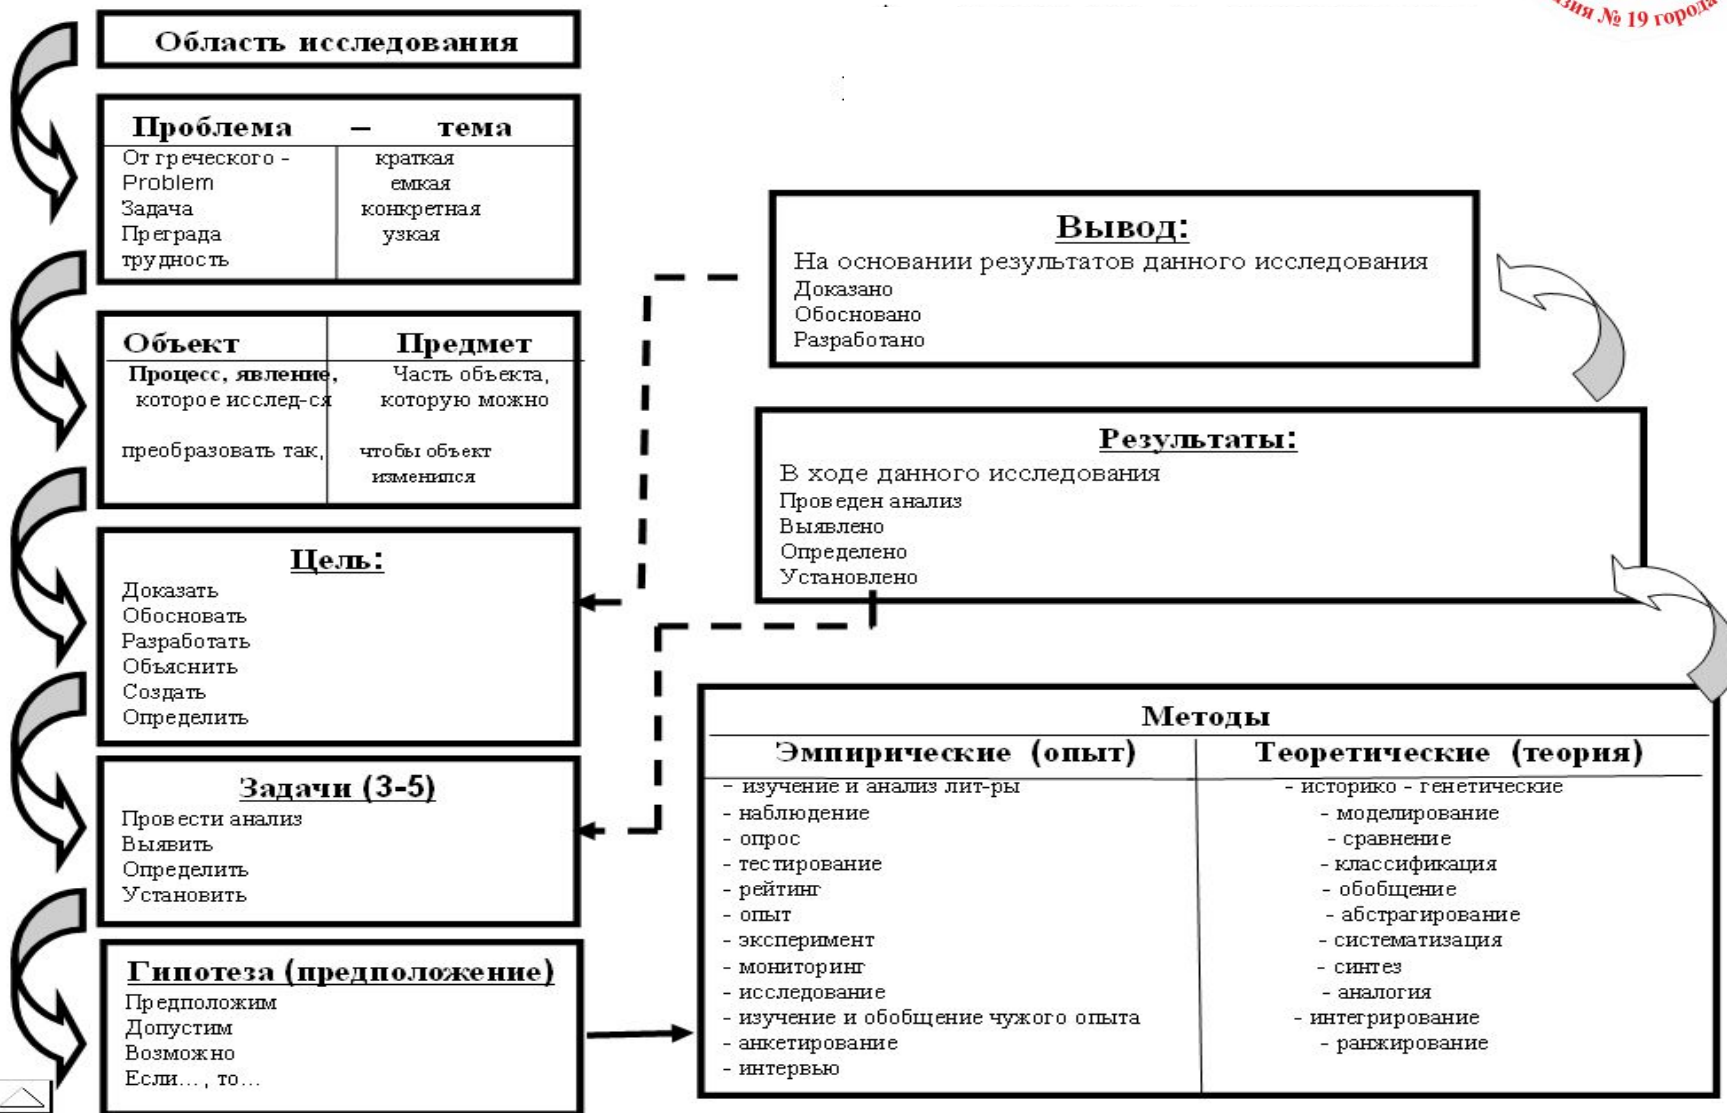 зия № 19 города
Область исследования
Проблема – тема
От греческого - краткая
Problem емкая
Задача конкретная
Преграда узкая
трудность
Объект Предмет
Процесс, явление, Часть объекта,
которое исслед-ся которую можно
преобразовать так, чтобы объект
изменился
Цель:
Доказать
Обосновать
Разработать
Объяснить
Создать
Определить
Задачи (3-5)
Провести анализ
Выявить
Определить
Установить
Гипотеза (предположение)
Предположим
Допустим
Возможно
Если..., то...
Вывод:
На основании результатов данного исследования
Доказано
Обосновано
Разработано
Результаты:
В ходе данного исследования
Проведен анализ
Выявлено
Определено
Установлено
Методы
Эмпирические (опыт) Теоретические (теория)
- изучение и анализ лит-ры - историко - генетические
- наблюдение - моделирование
- опрос - сравнение
- тестирование - классификация
- рейтинг - обобщение
- опыт - абстрагирование
- эксперимент - систематизация
- мониторинг - синтез
- исследование - аналогия
- изучение и обобщение чужого опыта - интегрирование
- анкетирование - ранжирование
- интервью